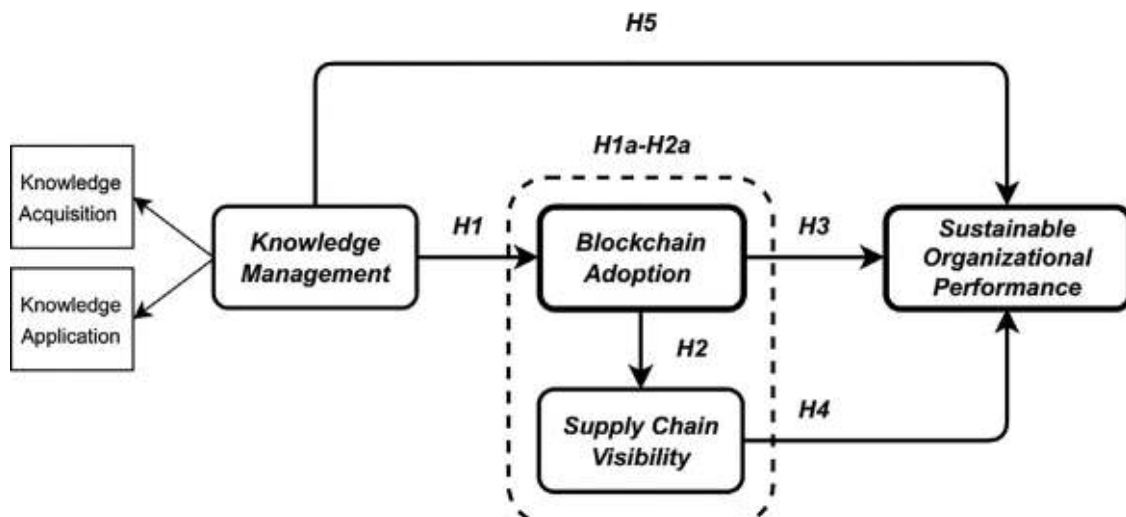 H5
H1a-H2a
Knowledge
Acquisition
Knowledge
Management
H1
Blockchain
Adoption
H3
Sustainable
Organizational
Performance
Knowledge
Application
H2
Supply Chain
Visibility
H4